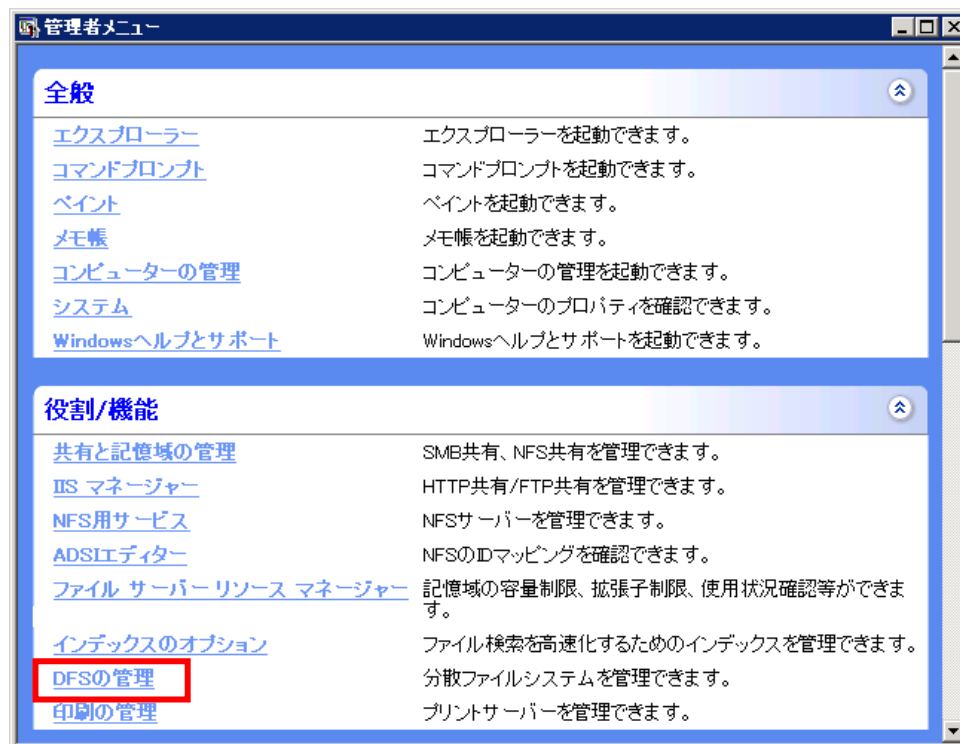 管理者メニュー
全般
エクスプローラー エクスプローラーを起動できます。
コマンドプロンプト コマンドプロンプトを起動できます。
ペイント ペイントを起動できます。
メモ帳 メモ帳を起動できます。
コンピューターの管理 コンピューターの管理を起動できます。
システム コンピューターのプロパティを確認できます。
Windowsヘルプとサポート Windowsヘルプとサポートを起動できます。
役割/機能
共有と記憶域の管理 SMB共有、NFS共有を管理できます。
IIS マネージャー HTTP共有/FTP共有を管理できます。
NFS用サービス NFSサーバーを管理できます。
ADSIエディター NFSのIDマッピングを確認できます。
ファイル サーバー リソース マネージャー 記憶域の容量制限、拡張子制限、使用状況確認等ができま
す。
インデックスのオプション ファイル検索を高速化するためのインデックスを管理できます。
DFSの管理 分散ファイルシステムを管理できます。
印刷の管理 プリントサーバーを管理できます。